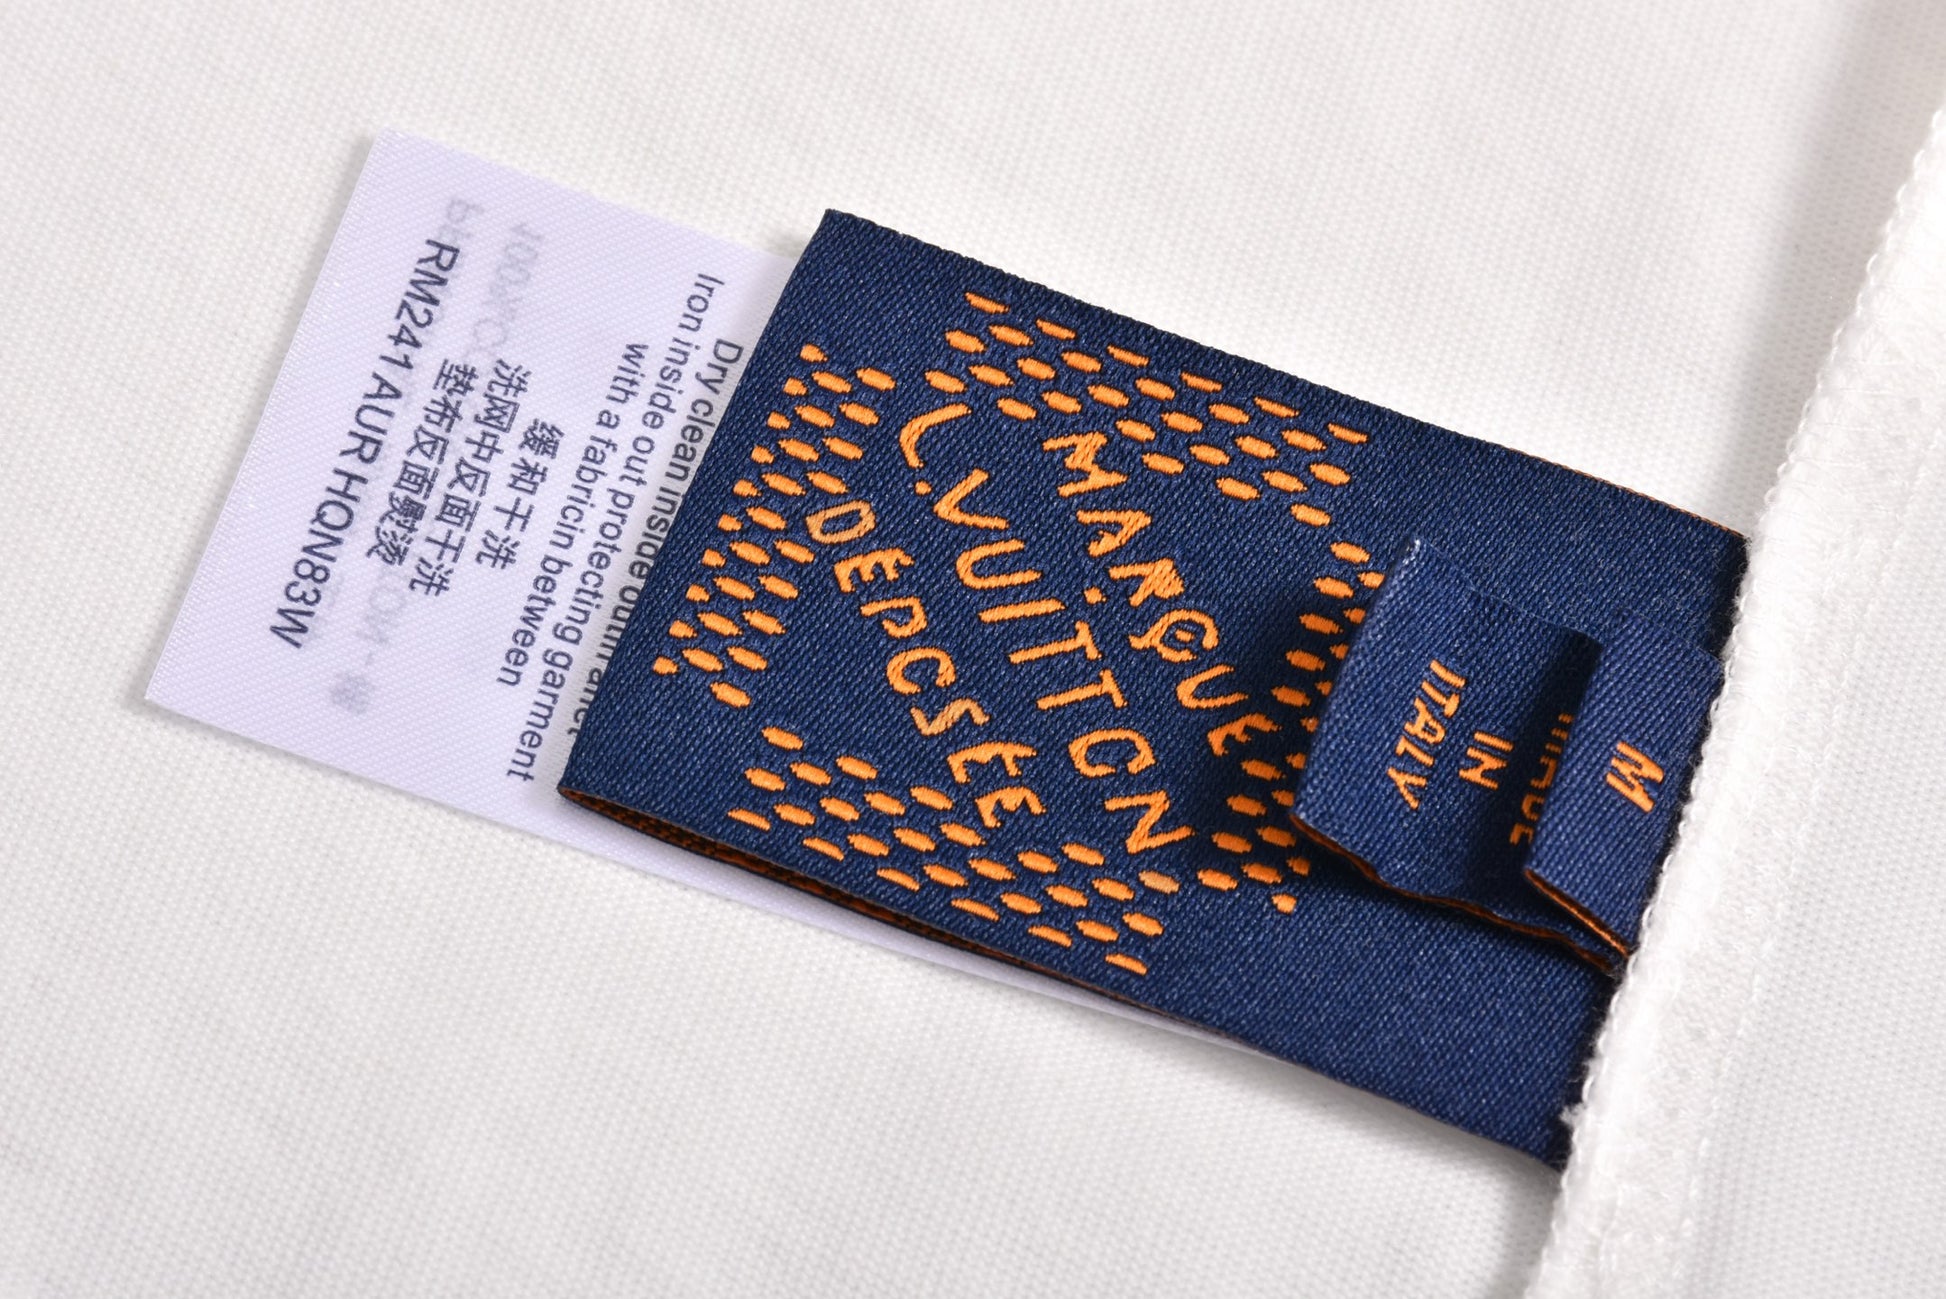 MARQUE
L.VUITTON
DÉPOSÉE
M
MADE
IN
ITALY
Dry clean inside out
Iron inside out protecting garment
with a fabric in between
缓和干洗
洗网中反面干洗
垫布反面熨烫
RM241 AUR HQN83W